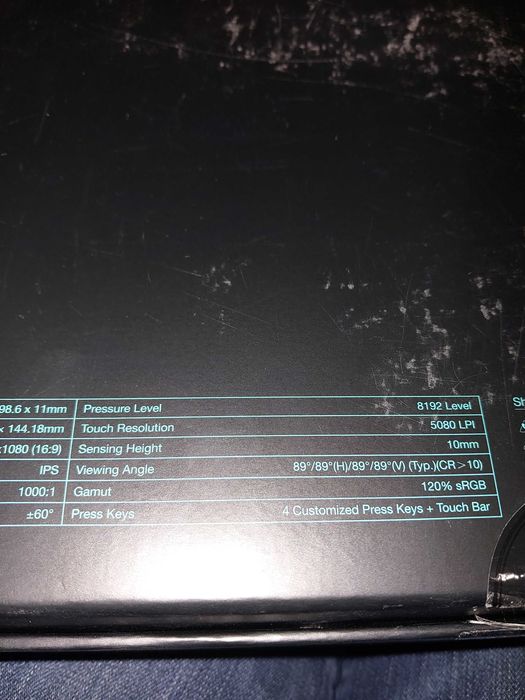 98.6 x 11mm Pressure Level 8192 Level
x 144.18mm Touch Resolution 5080 LPI
1080 (16:9) Sensing Height 10mm
IPS Viewing Angle 89°/89°(H)/89°/89°(V) (Typ.)(CR>10)
1000:1 Gamut 120% sRGB
±60° Press Keys 4 Customized Press Keys + Touch Bar